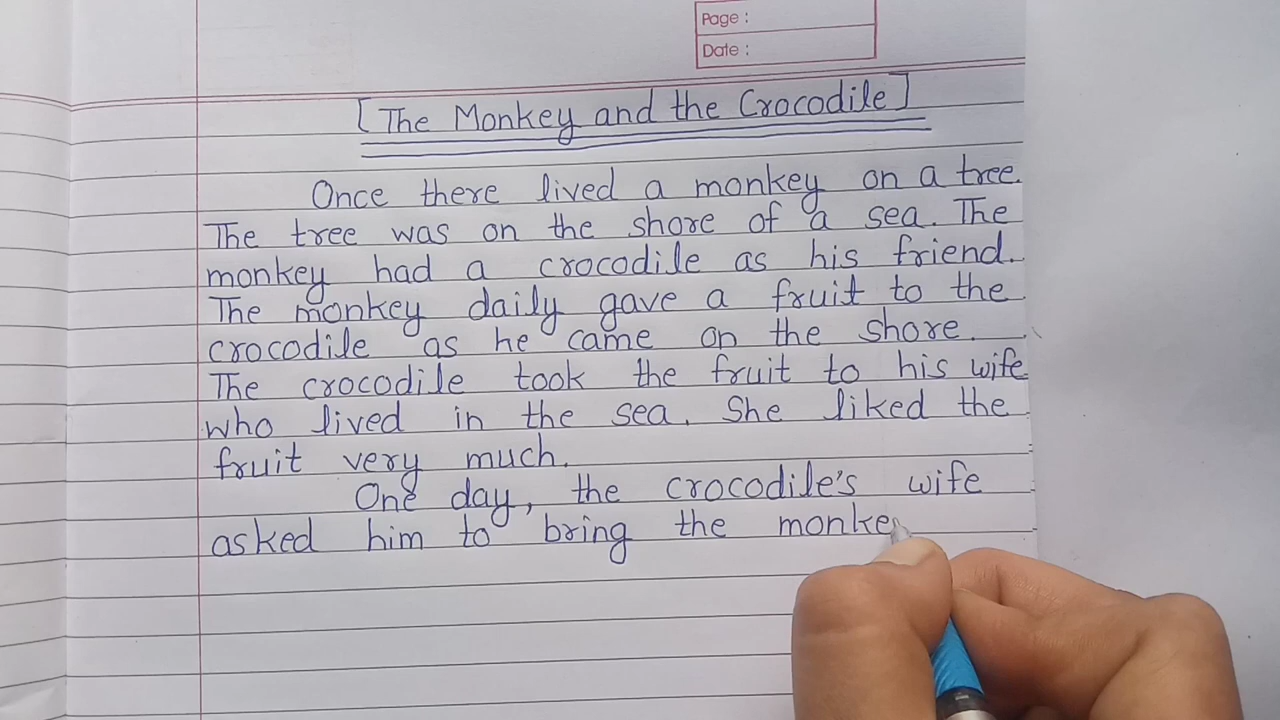 Page :
Date :
[The Monkey and the Crocodile]
Once there lived a monkey on a tree.
The tree was on the shore of a sea. The
monkey had a crocodile as his friend.
The monkey daily gave a fruit to the
crocodile as he came on the shore.
The crocodile took the fruit to his wife
who lived in the sea. She liked the
fruit very much.
One day, the crocodile's wife
asked him to bring the monke